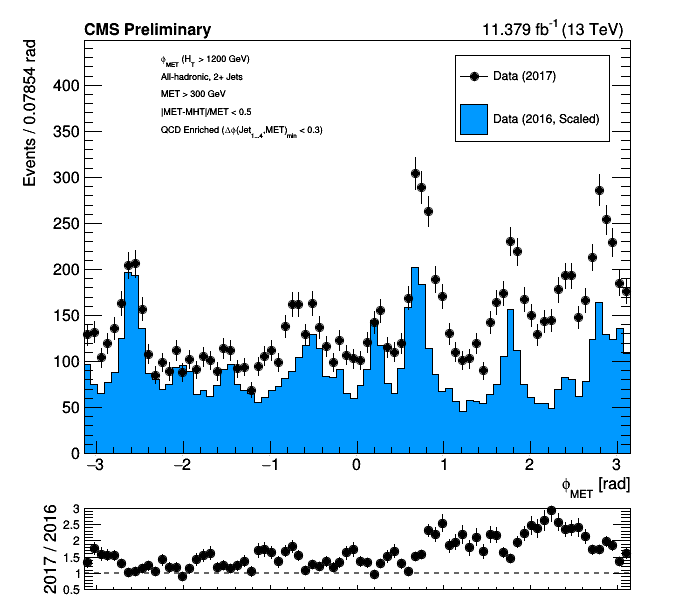 CMS Preliminary
11.379 fb⁻¹ (13 TeV)
Events / 0.07854 rad
ϕ_MET (H_T > 1200 GeV)
All-hadronic, 2+ Jets
MET > 300 GeV
|MET-MHT|/MET < 0.5
QCD Enriched (Δϕ(Jet_1...4,MET)_min < 0.3)
Data (2017)
Data (2016, Scaled)
400
350
300
250
200
150
100
50
0
−3 −2 −1 0 1 2 3
ϕ_MET [rad]
2017 / 2016
3
2.5
2
1.5
1
0.5